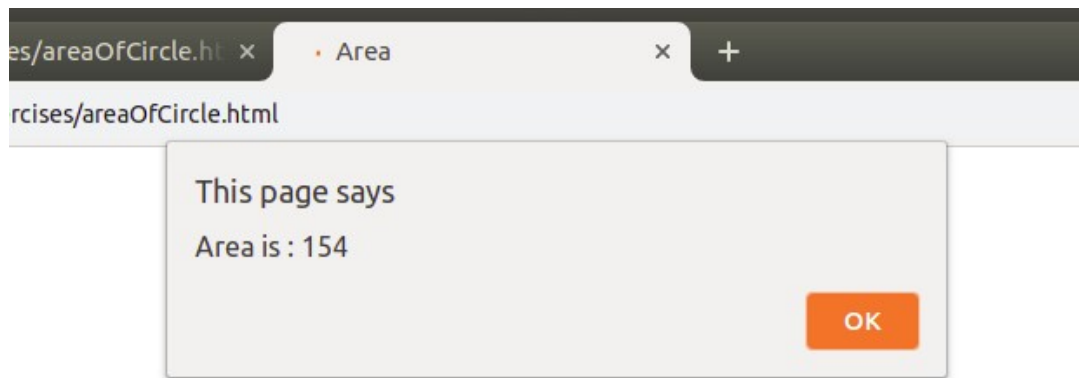 es/areaOfCircle.ht × Area × +
rcises/areaOfCircle.html
This page says
Area is : 154
OK